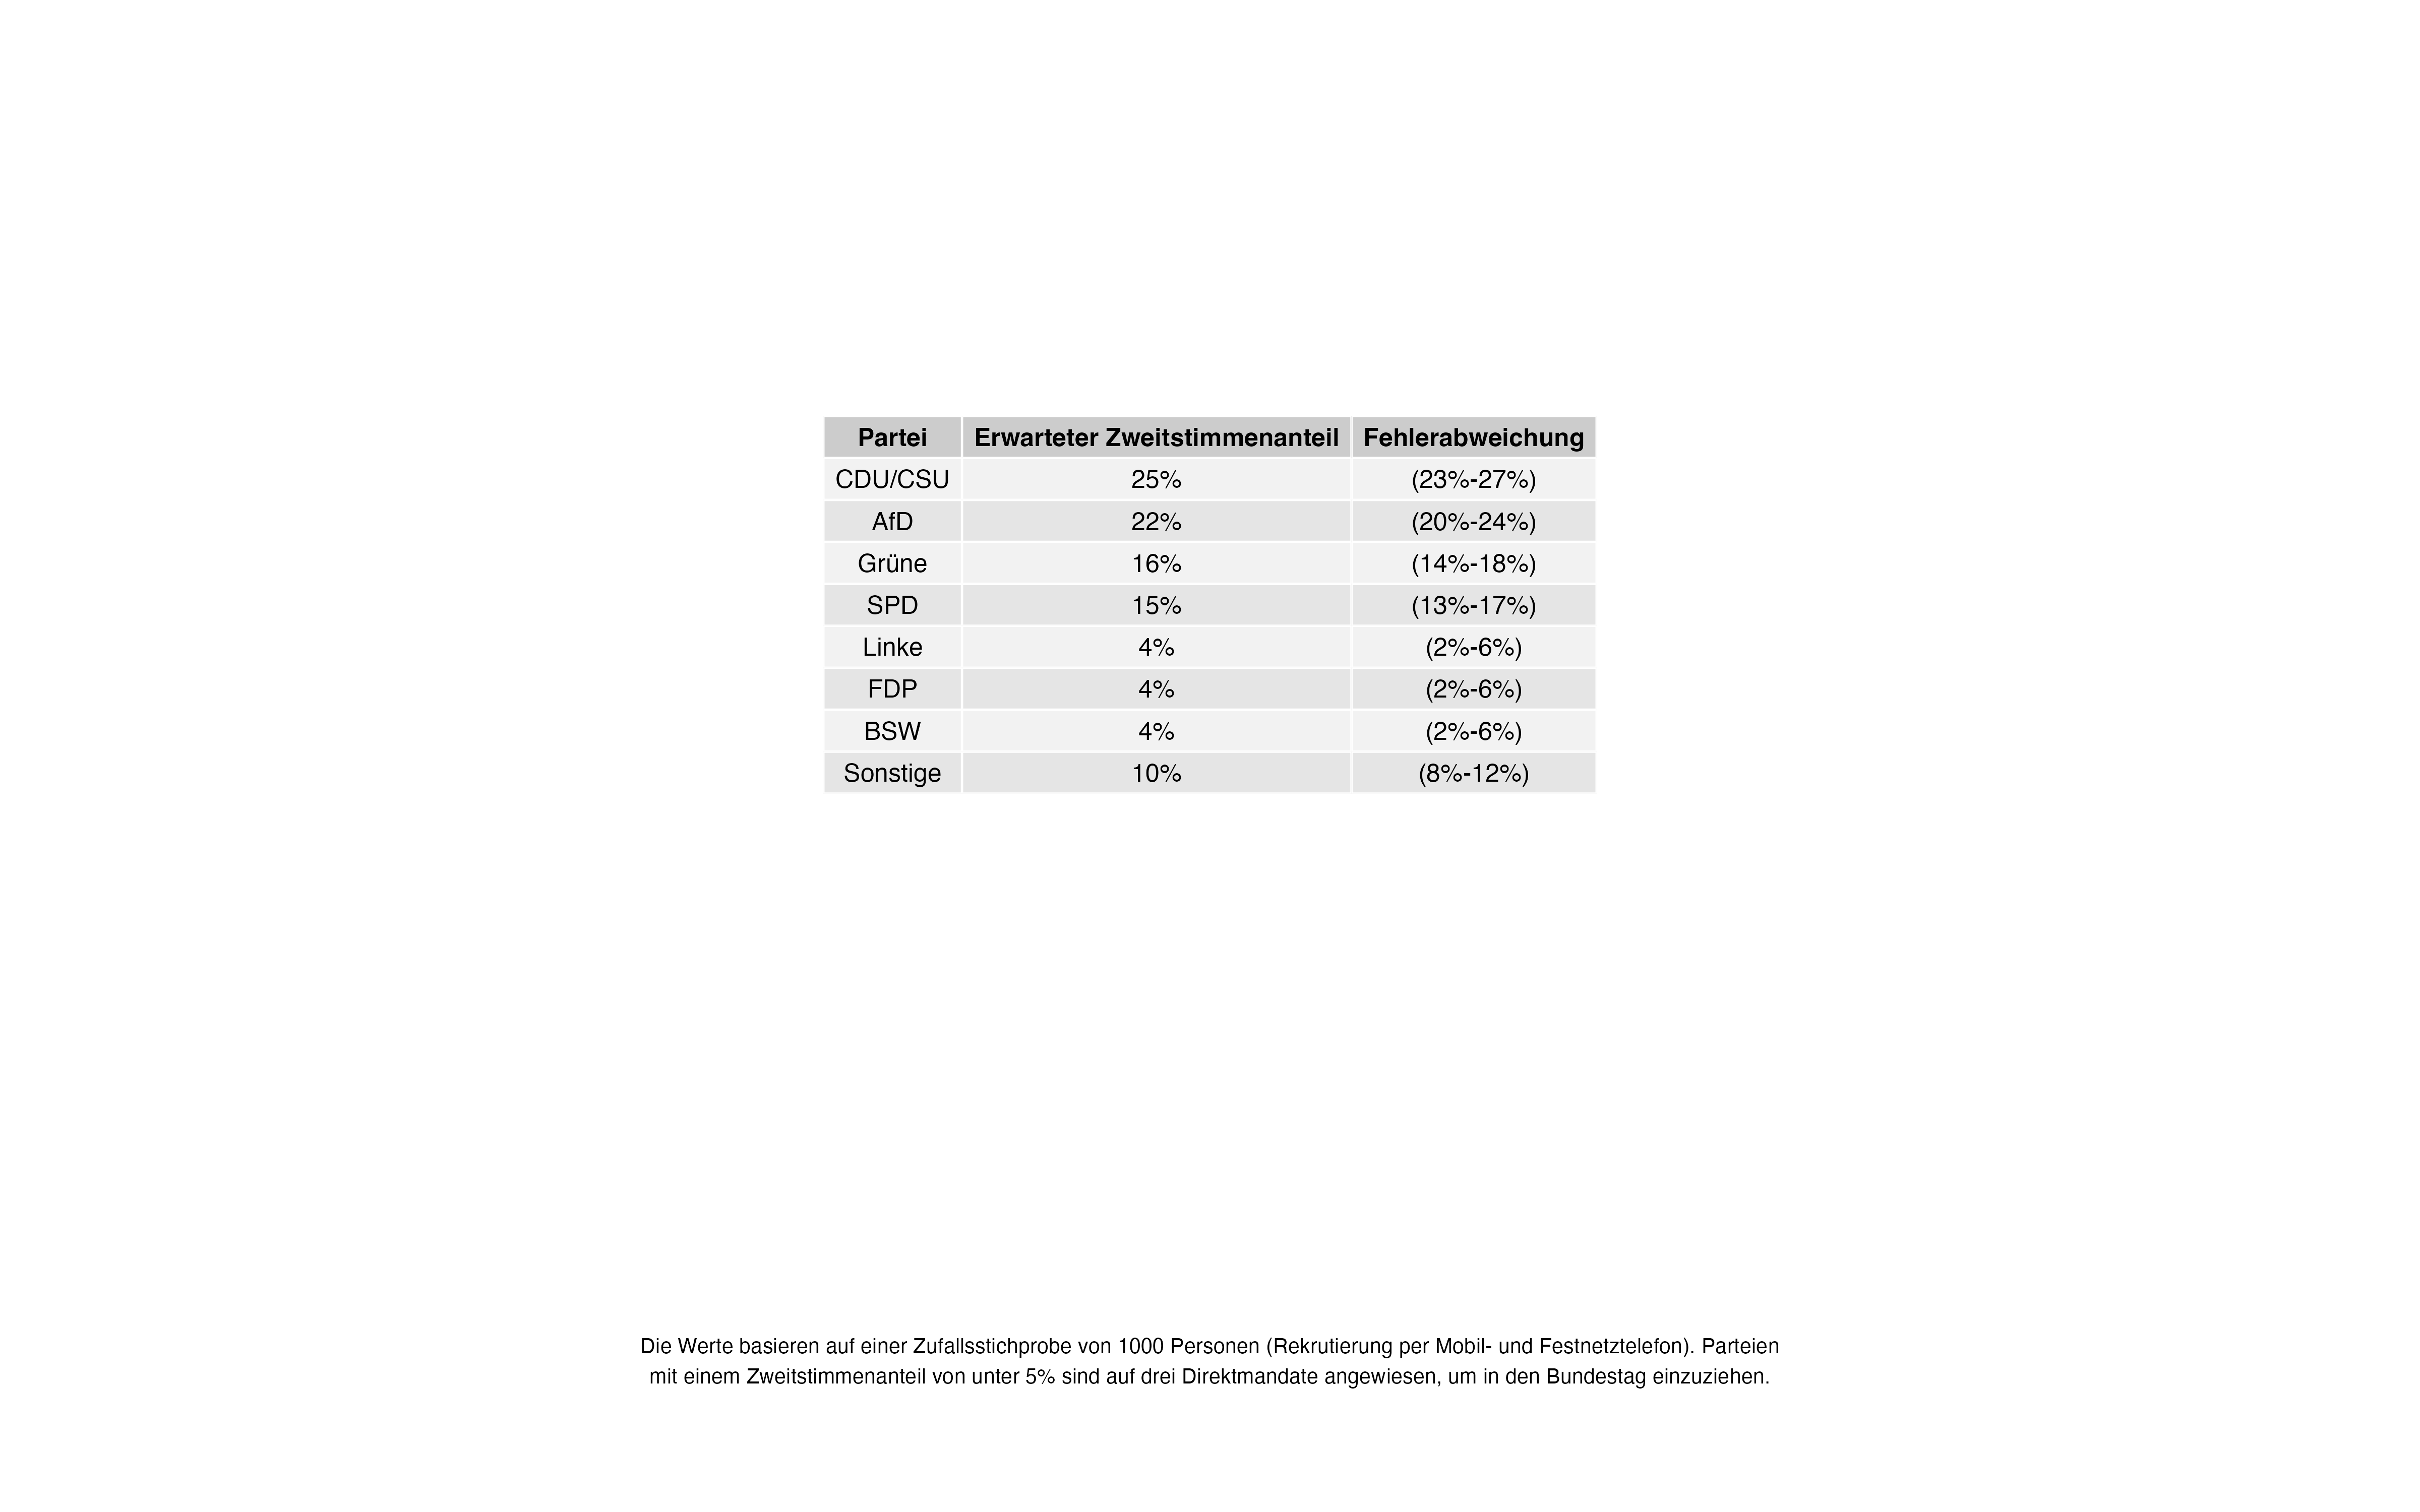 Partei Erwarteter Zweitstimmenanteil Fehlerabweichung
CDU/CSU 25% (23%-27%)
AfD 22% (20%-24%)
Grüne 16% (14%-18%)
SPD 15% (13%-17%)
Linke 4% (2%-6%)
FDP 4% (2%-6%)
BSW 4% (2%-6%)
Sonstige 10% (8%-12%)
Die Werte basieren auf einer Zufallsstichprobe von 1000 Personen (Rekrutierung per Mobil- und Festnetztelefon). Parteien
mit einem Zweitstimmenanteil von unter 5% sind auf drei Direktmandate angewiesen, um in den Bundestag einzuziehen.